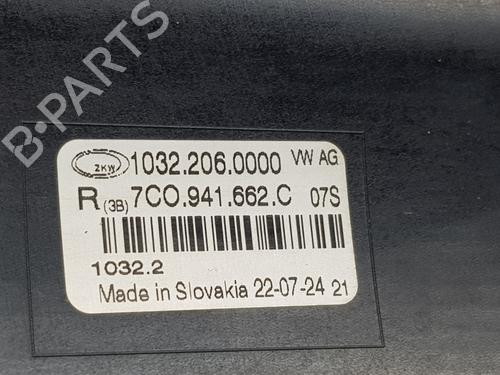 B-PARTS
ZKW 1032.206.0000 VW AG
R (3B) 7C0.941.662.C 07S
1032.2
Made in Slovakia 22-07-24 21